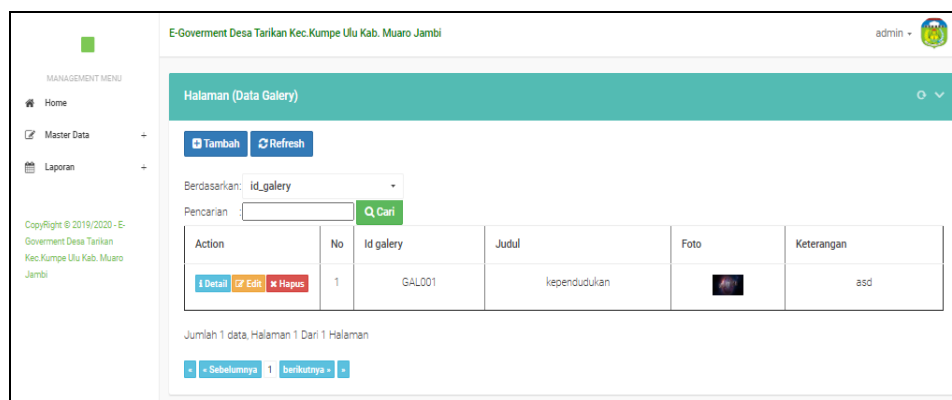 E-Goverment Desa Tarikan Kec.Kumpe Ulu Kab. Muaro Jambi
admin
MANAGEMENT MENU
Home
Master Data +
Laporan +
CopyRight © 2019/2020 - E-
Goverment Desa Tarikan
Kec.Kumpe Ulu Kab. Muaro
Jambi
Halaman (Data Galery)
Tambah Refresh
Berdasarkan: id_galery
Pencarian : Cari
Action No Id galery Judul Foto Keterangan
Detail Edit Hapus 1 GAL001 kependudukan asd
Jumlah 1 data, Halaman 1 Dari 1 Halaman
« « Sebelumnya 1 berikutnya » »